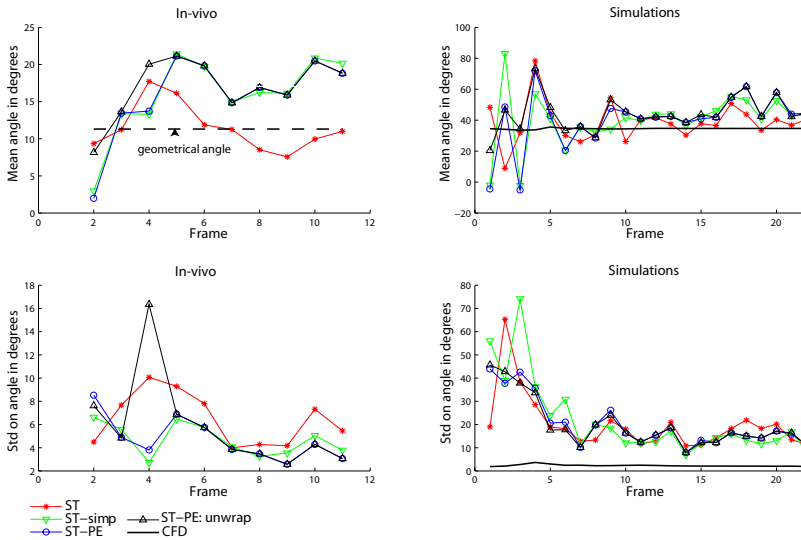 In-vivo
Simulations
Mean angle in degrees
25
20
15
10
5
0
0 2 4 6 8 10 12
Frame
geometrical angle
Mean angle in degrees
100
80
60
40
20
0
−20
0 5 10 15 20
Frame
In-vivo
Simulations
Std on angle in degrees
18
16
14
12
10
8
6
4
2
0 2 4 6 8 10 12
Frame
Std on angle in degrees
80
70
60
50
40
30
20
10
0
0 5 10 15 20
Frame
ST
ST−simp
ST−PE
ST−PE: unwrap
CFD